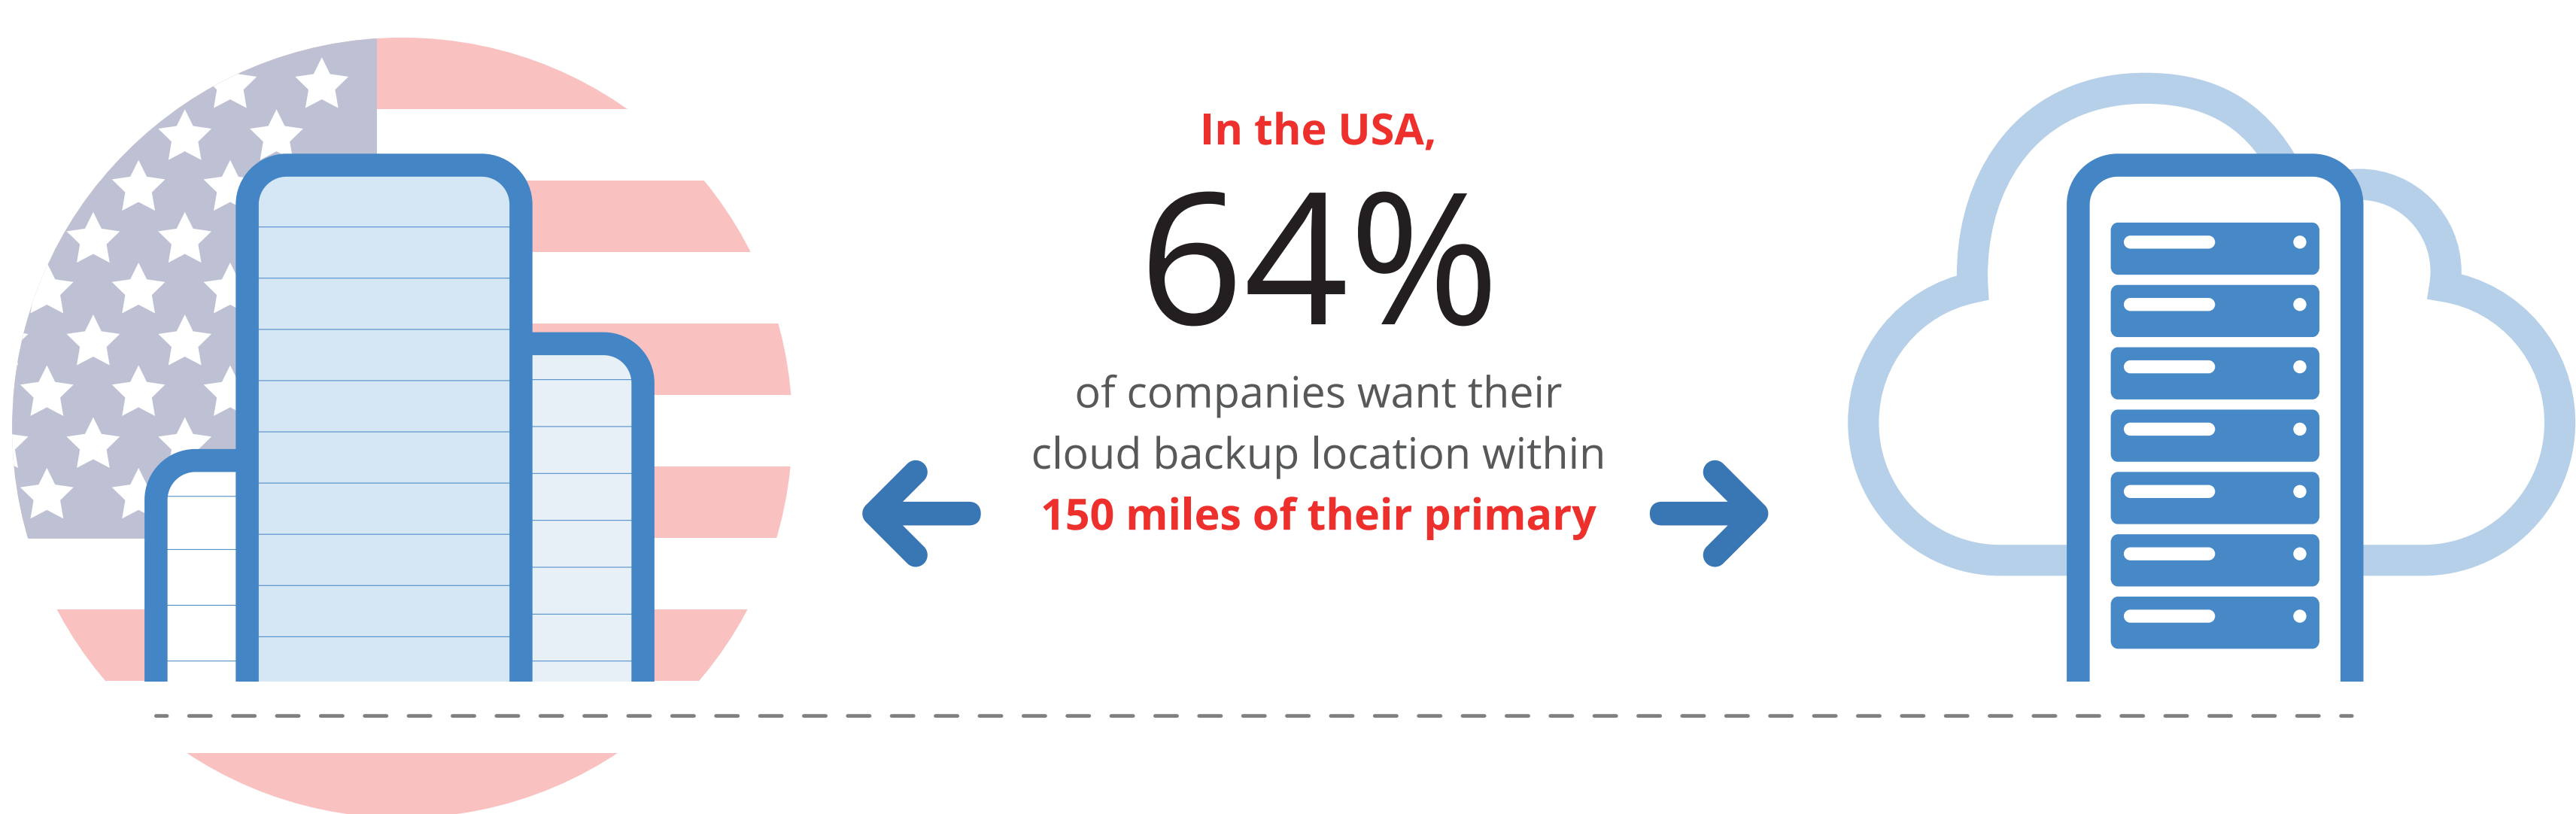 In the USA,
64%
of companies want their
cloud backup location within
150 miles of their primary